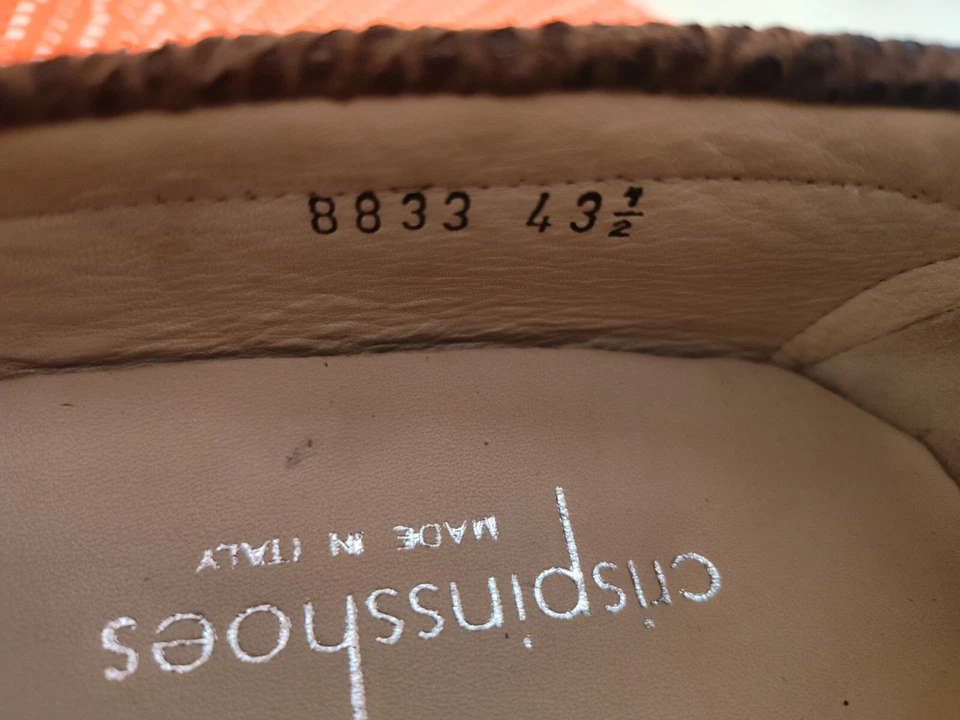 8833 43½
crispinsshoes
MADE IN ITALY